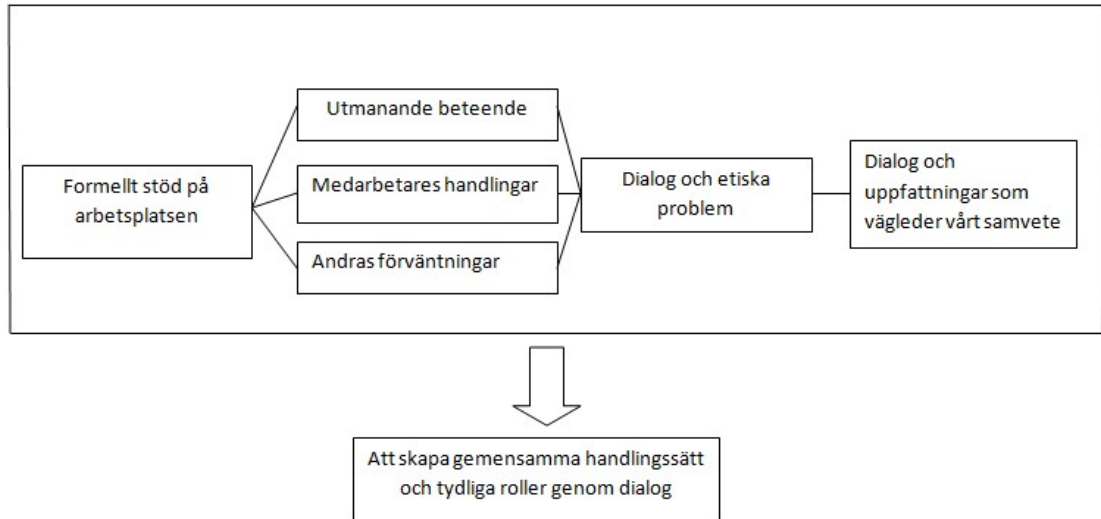 Formellt stöd på
arbetsplatsen
Utmanande beteende
Medarbetares handlingar
Andras förväntningar
Dialog och etiska
problem
Dialog och
uppfattningar som
vägleder vårt samvete
Att skapa gemensamma handlingssätt
och tydliga roller genom dialog